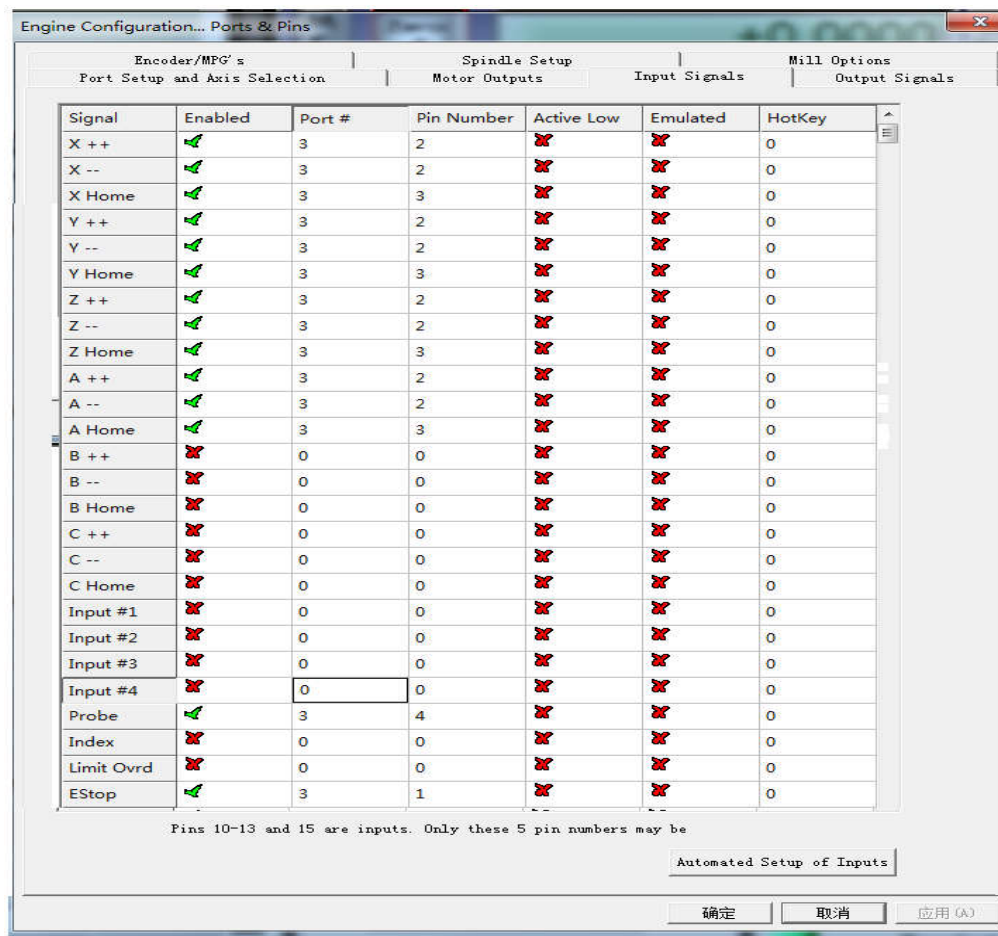 Engine Configuration... Ports & Pins
+0.0000
Encoder/MPG's Spindle Setup Mill Options
Port Setup and Axis Selection Motor Outputs Input Signals Output Signals
Signal Enabled Port # Pin Number Active Low Emulated HotKey
X ++ 3 2 0
X -- 3 2 0
X Home 3 3 0
Y ++ 3 2 0
Y -- 3 2 0
Y Home 3 3 0
Z ++ 3 2 0
Z -- 3 2 0
Z Home 3 3 0
A ++ 3 2 0
A -- 3 2 0
A Home 3 3 0
B ++ 0 0 0
B -- 0 0 0
B Home 0 0 0
C ++ 0 0 0
C -- 0 0 0
C Home 0 0 0
Input #1 0 0 0
Input #2 0 0 0
Input #3 0 0 0
Input #4 0 0 0
Probe 3 4 0
Index 0 0 0
Limit Ovrd 0 0 0
EStop 3 1 0
Pins 10-13 and 15 are inputs. Only these 5 pin numbers may be
Automated Setup of Inputs
确定 取消 应用(A)